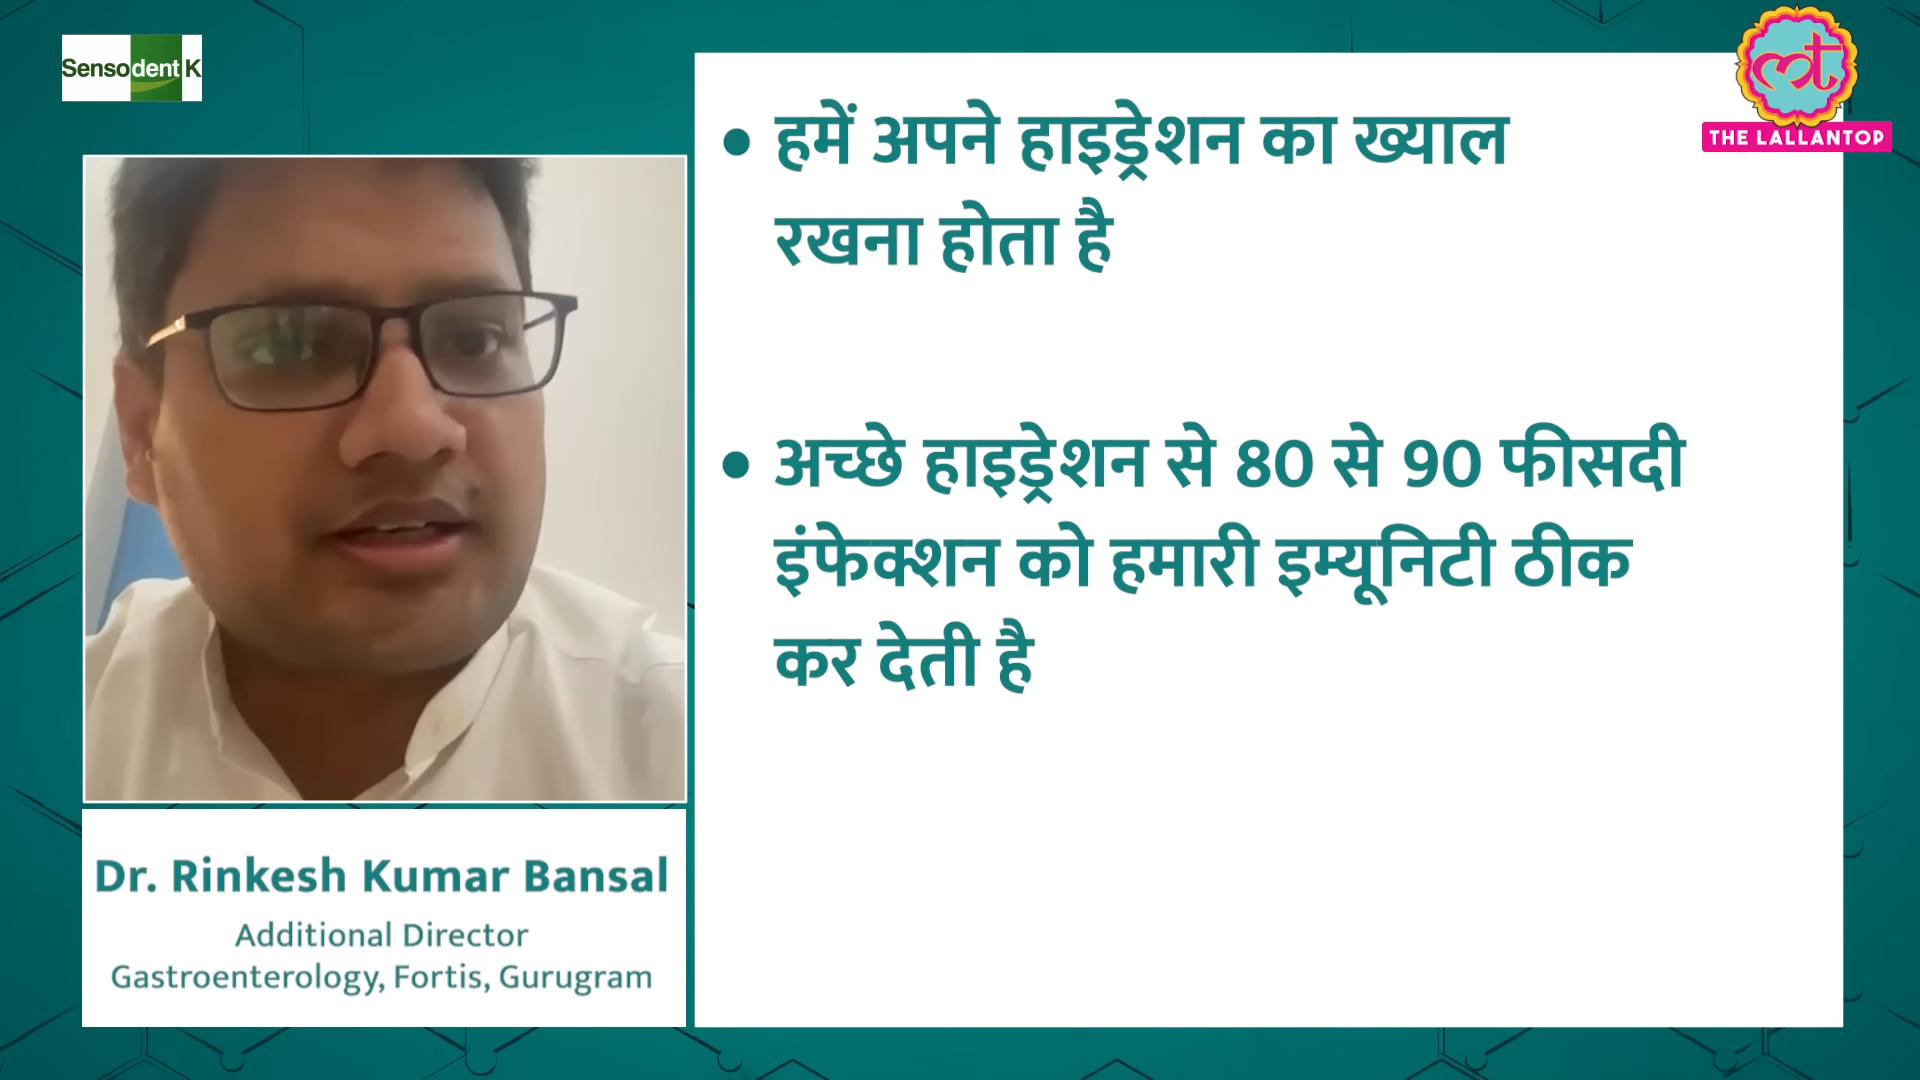 Sensodent K
THE LALLANTOP
• हमें अपने हाइड्रेशन का ख्याल
रखना होता है
• अच्छे हाइड्रेशन से 80 से 90 फीसदी
इंफेक्शन को हमारी इम्यूनिटी ठीक
कर देती है
Dr. Rinkesh Kumar Bansal
Additional Director
Gastroenterology, Fortis, Gurugram